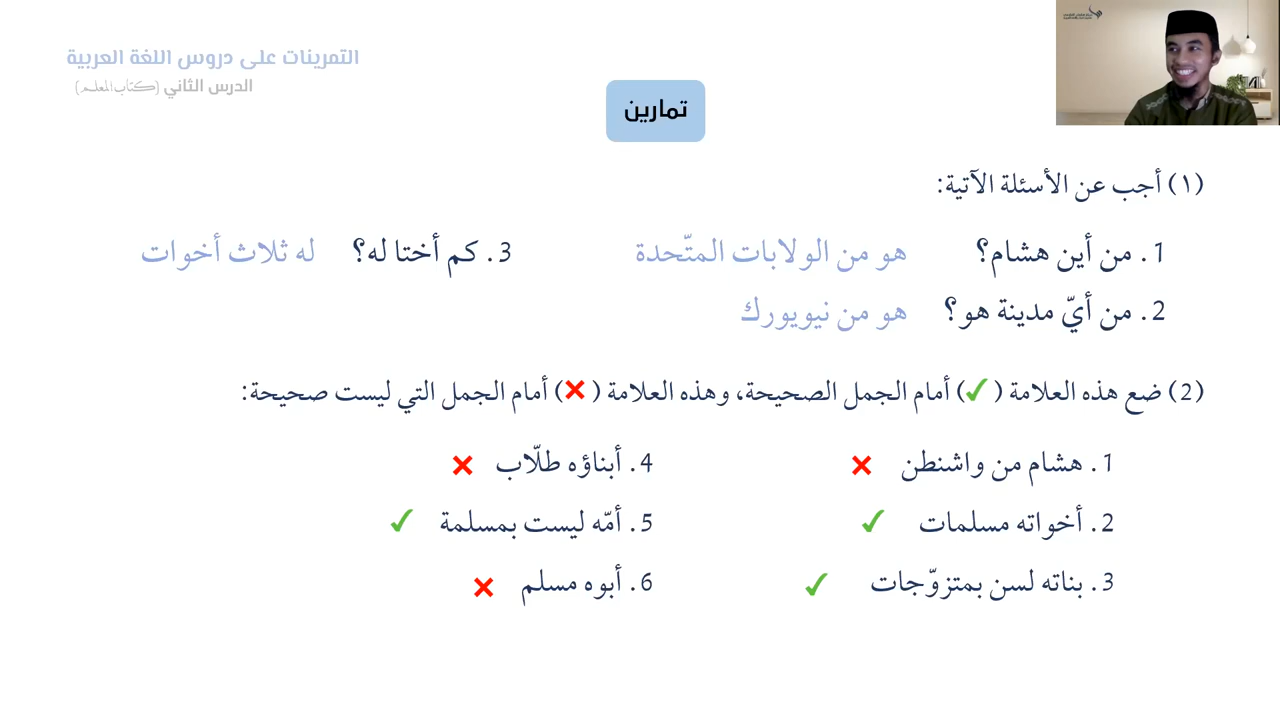 التمرينات على دروس اللغة العربية
الدرس الثاني (كتاب المعلم)
تمارين
(١) أجب عن الأسئلة الآتية:
1. من أين هشام؟ هو من الولابات المتّحدة
2. من أيّ مدينة هو؟ هو من نيويورك
3. كم أختا له؟ له ثلاث أخوات
(2) ضع هذه العلامة (✓) أمام الجمل الصحيحة، وهذه العلامة (✗) أمام الجمل التي ليست صحيحة:
1. هشام من واشنطن ✗
2. أخواته مسلمات ✓
3. بناته لسن بمتزوّجات ✓
4. أبناؤه طلّاب ✗
5. أمّه ليست بمسلمة ✓
6. أبوه مسلم ✗